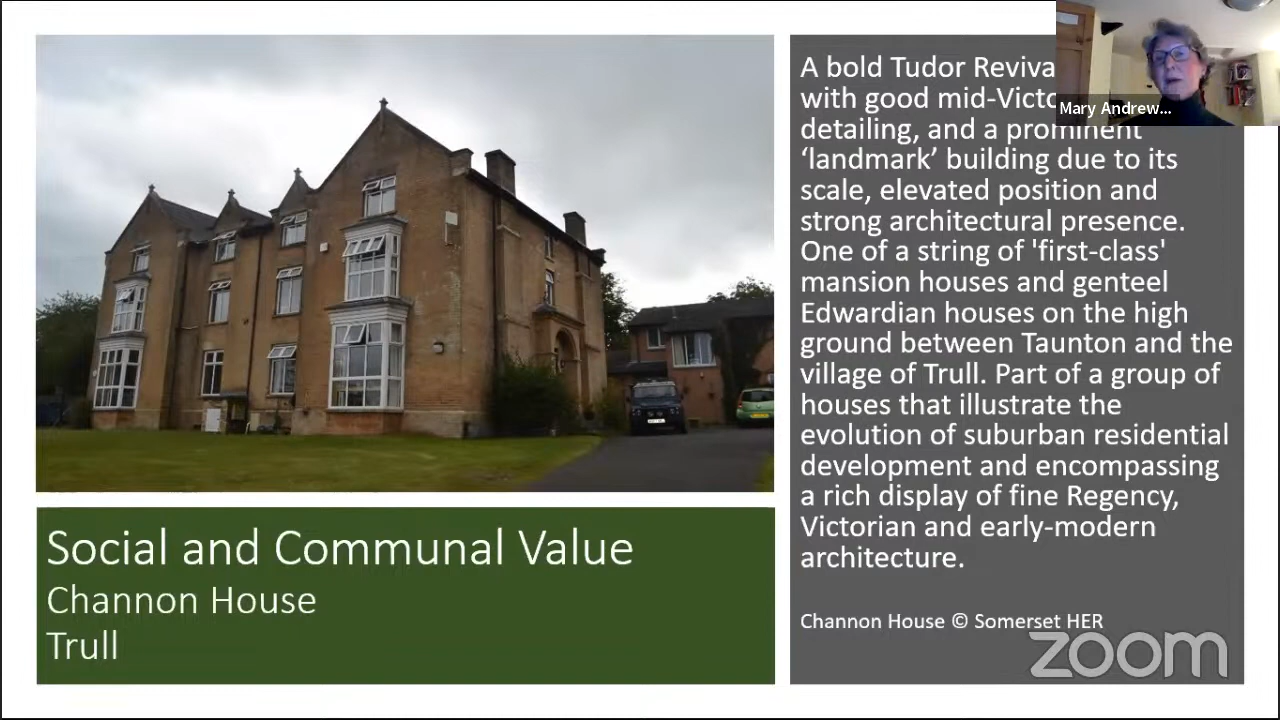 A bold Tudor Reviva
with good mid-Victo
detailing, and a prominent
‘landmark’ building due to its
scale, elevated position and
strong architectural presence.
One of a string of 'first-class'
mansion houses and genteel
Edwardian houses on the high
ground between Taunton and the
village of Trull. Part of a group of
houses that illustrate the
evolution of suburban residential
development and encompassing
a rich display of fine Regency,
Victorian and early-modern
architecture.
Channon House © Somerset HER
Mary Andrew...
Social and Communal Value
Channon House
Trull
zoom